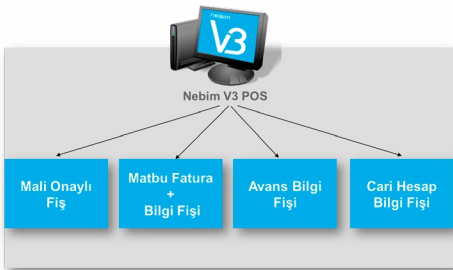 nebim
V3
Nebim V3 POS
Mali Onaylı
Fiş
Matbu Fatura
+
Bilgi Fişi
Avans Bilgi
Fişi
Cari Hesap
Bilgi Fişi